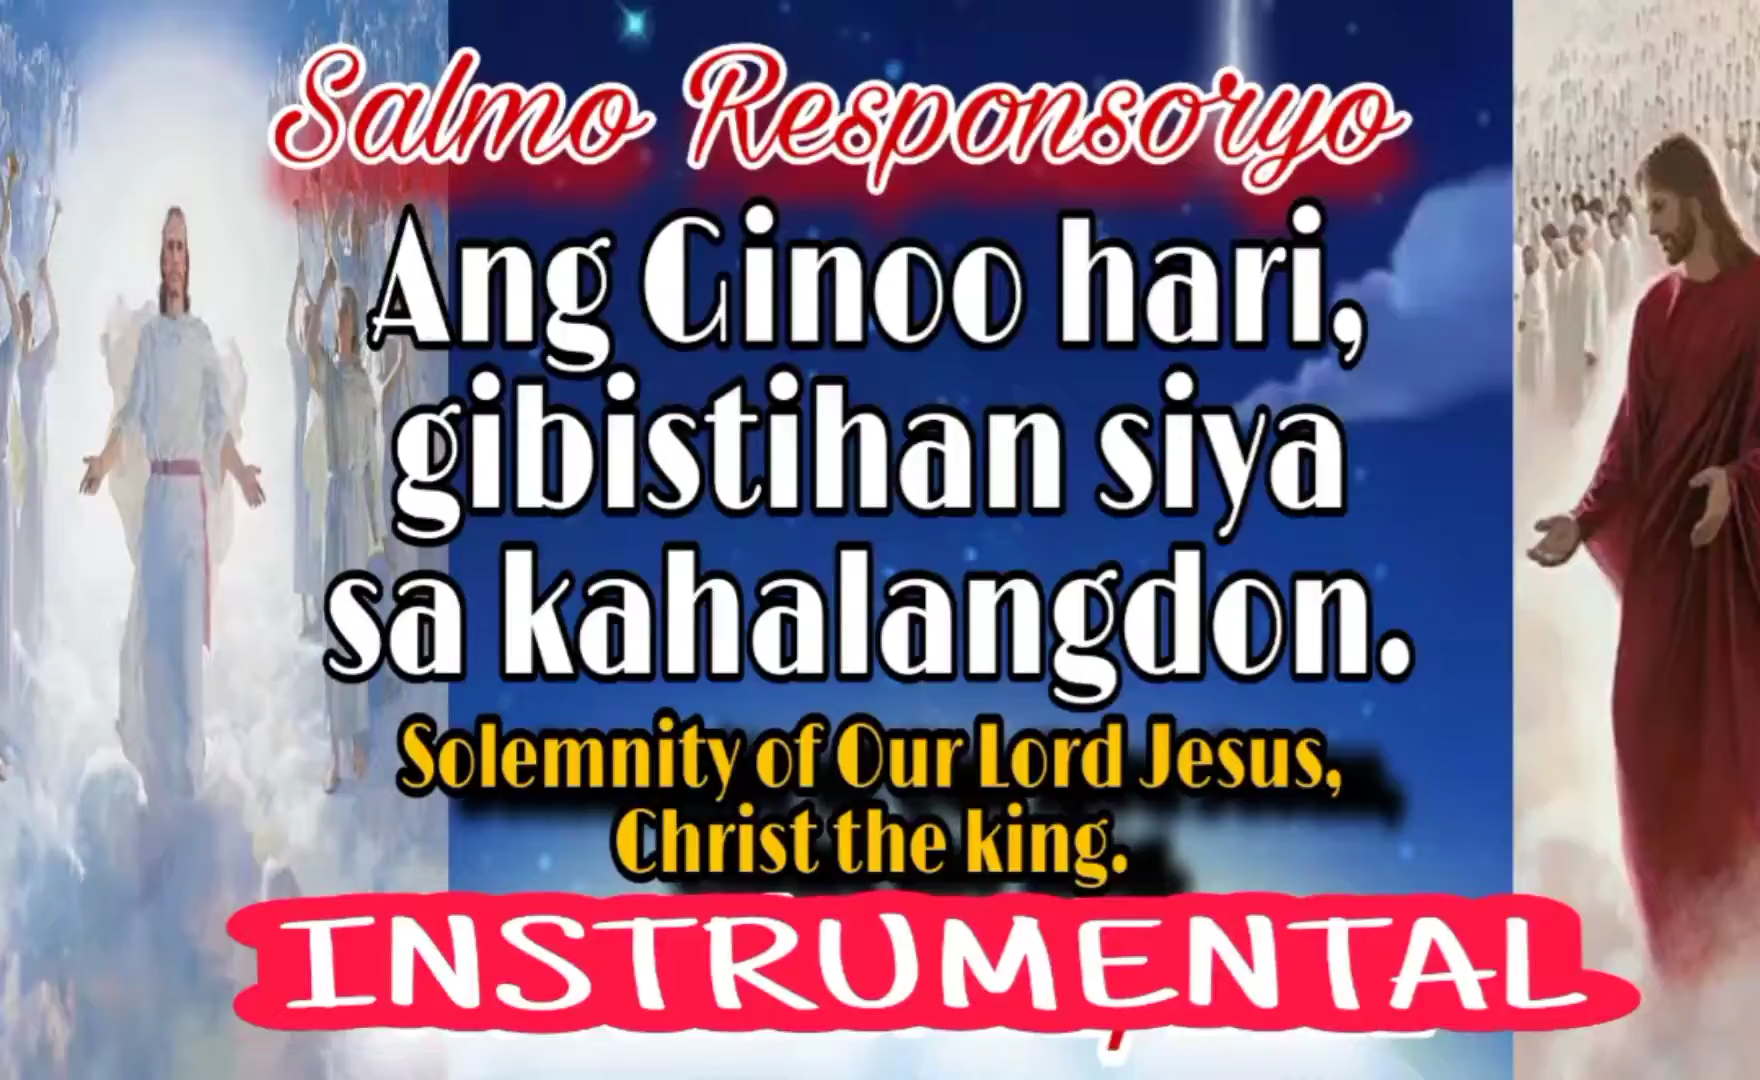 Salmo Responsoryo
Ang Ginoo hari,
gibistihan siya
sa kahalangdon.
Solemnity of Our Lord Jesus,
Christ the king.
INSTRUMENTAL